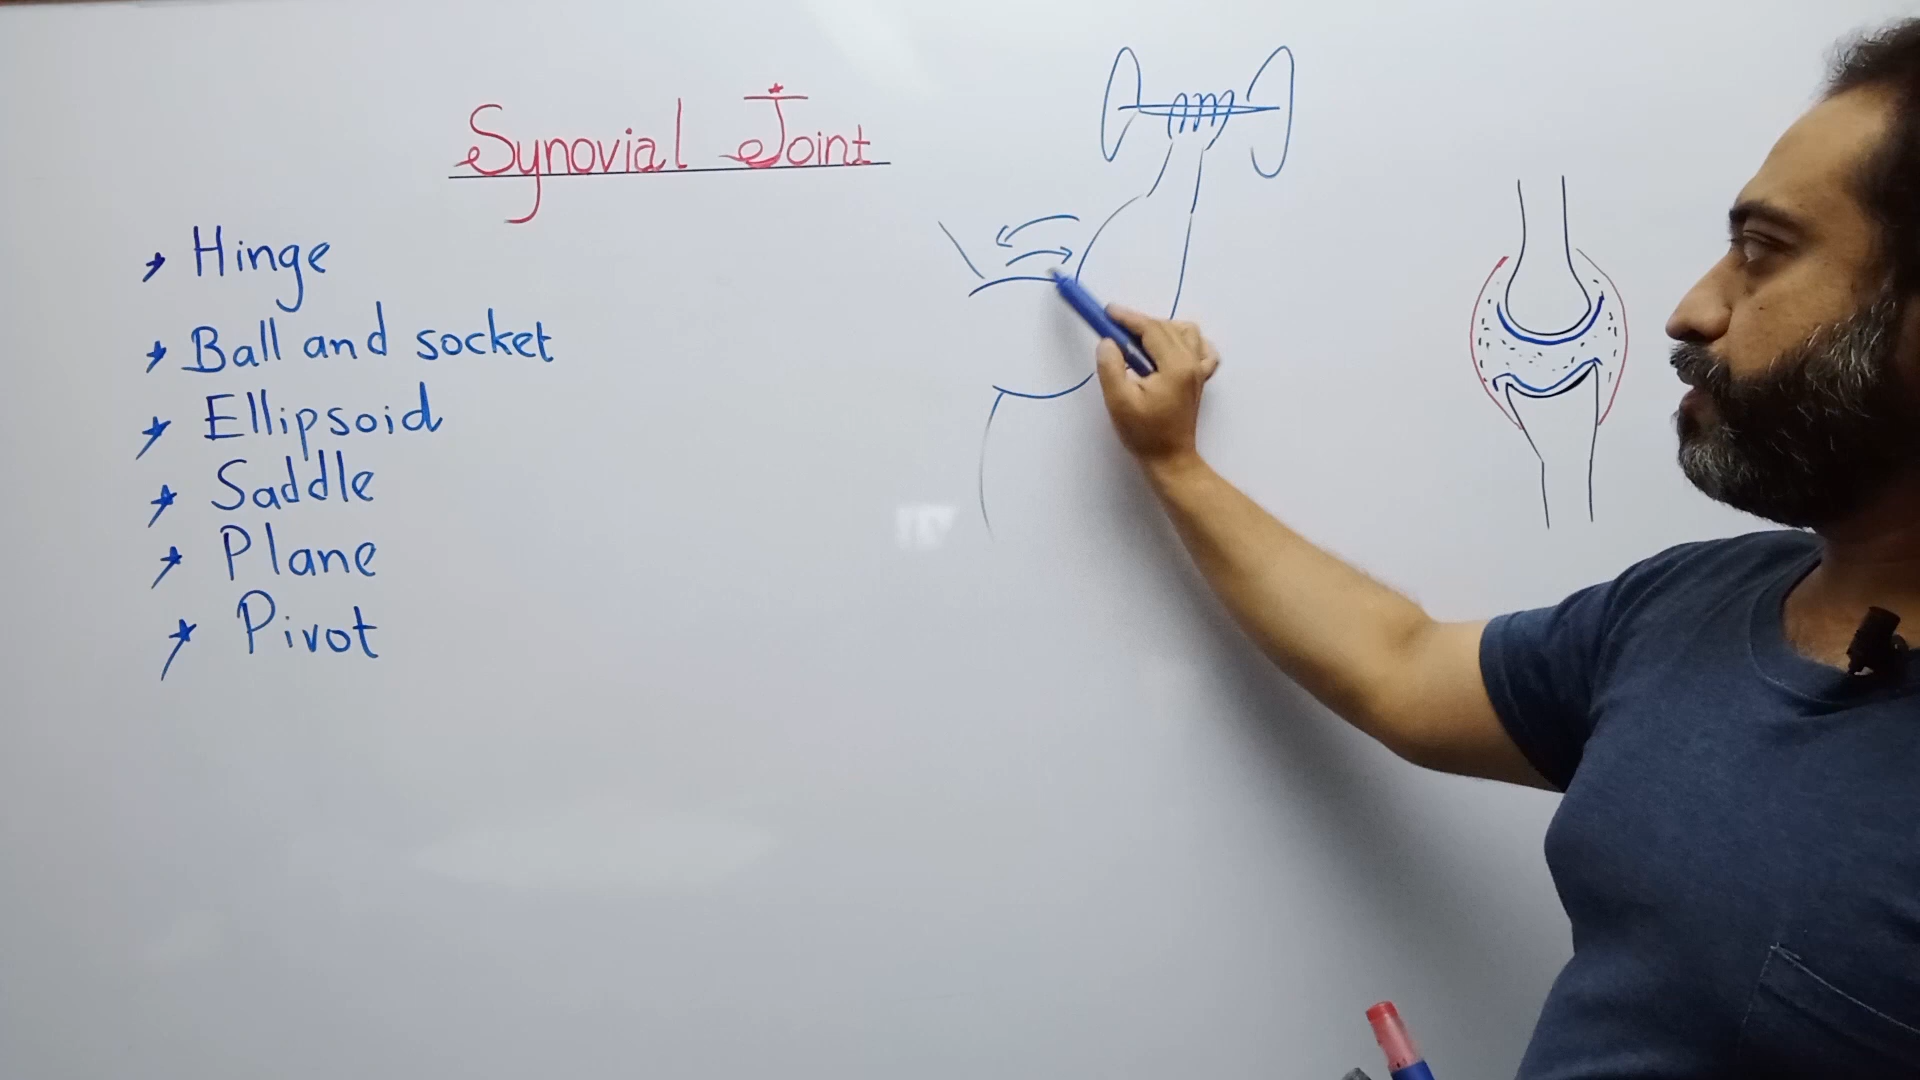 Synovial Joint
Hinge
Ball and socket
Ellipsoid
Saddle
Plane
Pivot